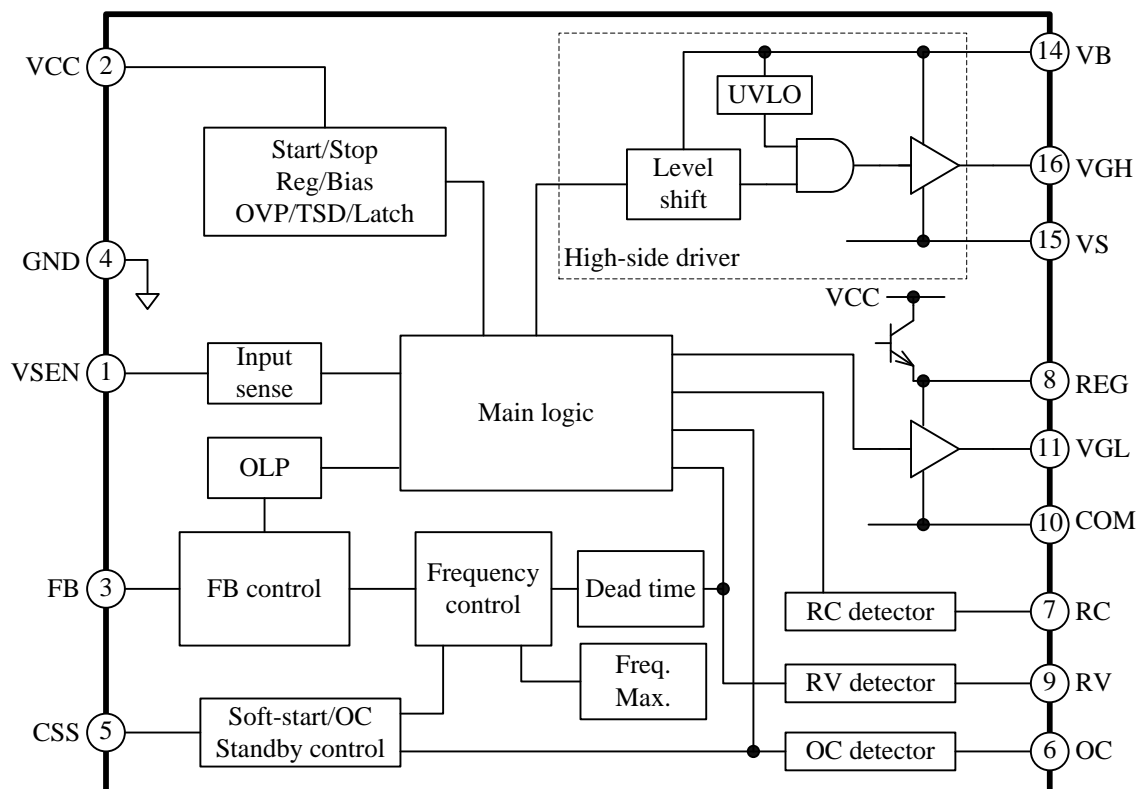 VCC
2
14
VB
UVLO
Start/Stop
Reg/Bias
OVP/TSD/Latch
Level
shift
16
VGH
High-side driver
15
VS
GND
4
VCC
VSEN
1
Input
sense
Main logic
8
REG
OLP
11
VGL
10
COM
FB
3
FB control
Frequency
control
Dead time
RC detector
7
RC
Freq.
Max.
RV detector
9
RV
CSS
5
Soft-start/OC
Standby control
OC detector
6
OC